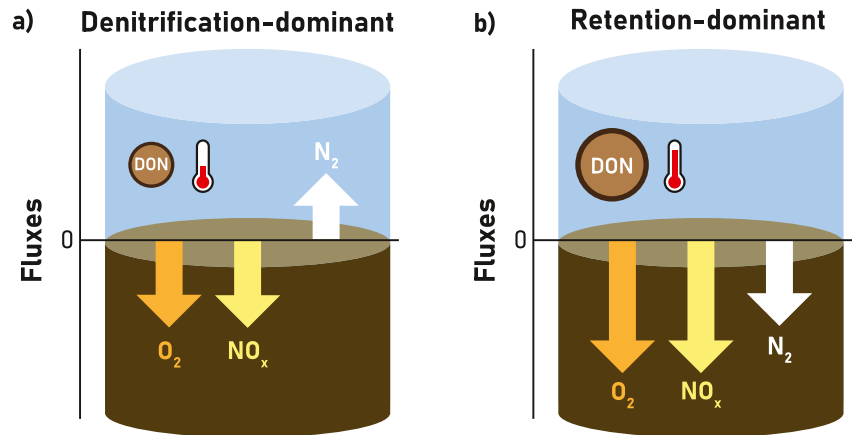 a) Denitrification-dominant
Fluxes
0
DON
N₂
O₂
NOₓ
b) Retention-dominant
Fluxes
0
DON
N₂
O₂
NOₓ